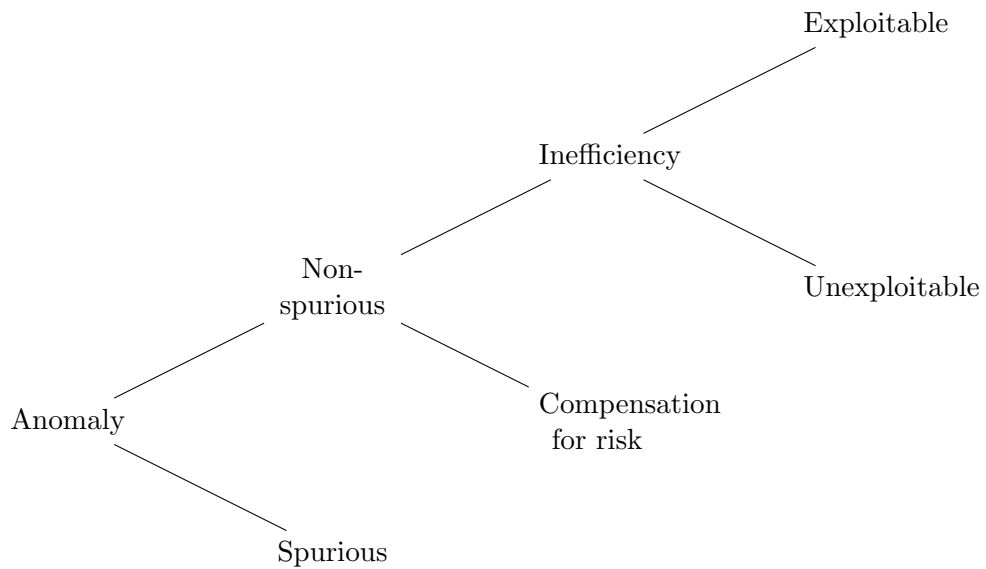 Exploitable
Inefficiency
Non-
spurious
Unexploitable
Compensation
for risk
Anomaly
Spurious